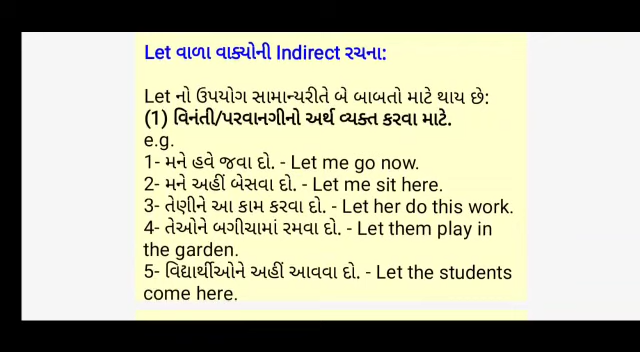 Let વાળા વાક્યોની Indirect રચના:
Let નો ઉપયોગ સામાન્યરીતે બે બાબતો માટે થાય છે:
(1) વિનંતી/પરવાનગીનો અર્થ વ્યક્ત કરવા માટે.
e.g.
1- મને હવે જવા દો. - Let me go now.
2- મને અહીં બેસવા દો. - Let me sit here.
3- તેણીને આ કામ કરવા દો. - Let her do this work.
4- તેઓને બગીચામાં રમવા દો. - Let them play in
the garden.
5- વિદ્યાર્થીઓને અહીં આવવા દો. - Let the students
come here.